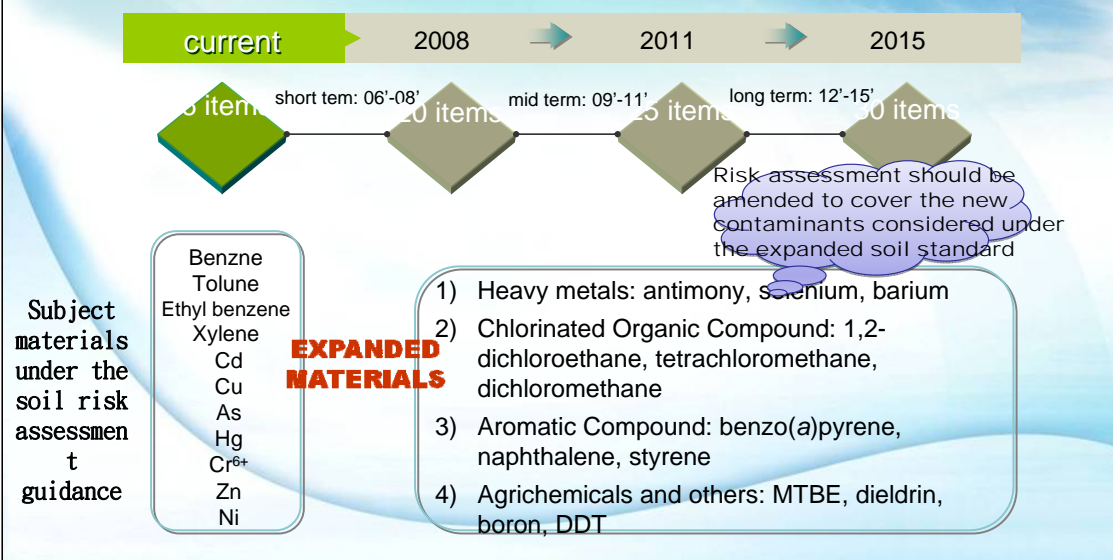 current
2008
2011
2015
items
20 items
25 items
30 items
short tem: 06’-08’
mid term: 09’-11’
long term: 12’-15’
Risk assessment should be
amended to cover the new
contaminants considered under
the expanded soil standard
Subject
materials
under the
soil risk
assessmen
t
guidance
Benzne
Tolune
Ethyl benzene
Xylene
Cd
Cu
As
Hg
Cr6+
Zn
Ni
EXPANDED
MATERIALS
1) Heavy metals: antimony, selenium, barium
2) Chlorinated Organic Compound: 1,2-
dichloroethane, tetrachloromethane,
dichloromethane
3) Aromatic Compound: benzo(a)pyrene,
naphthalene, styrene
4) Agrichemicals and others: MTBE, dieldrin,
boron, DDT